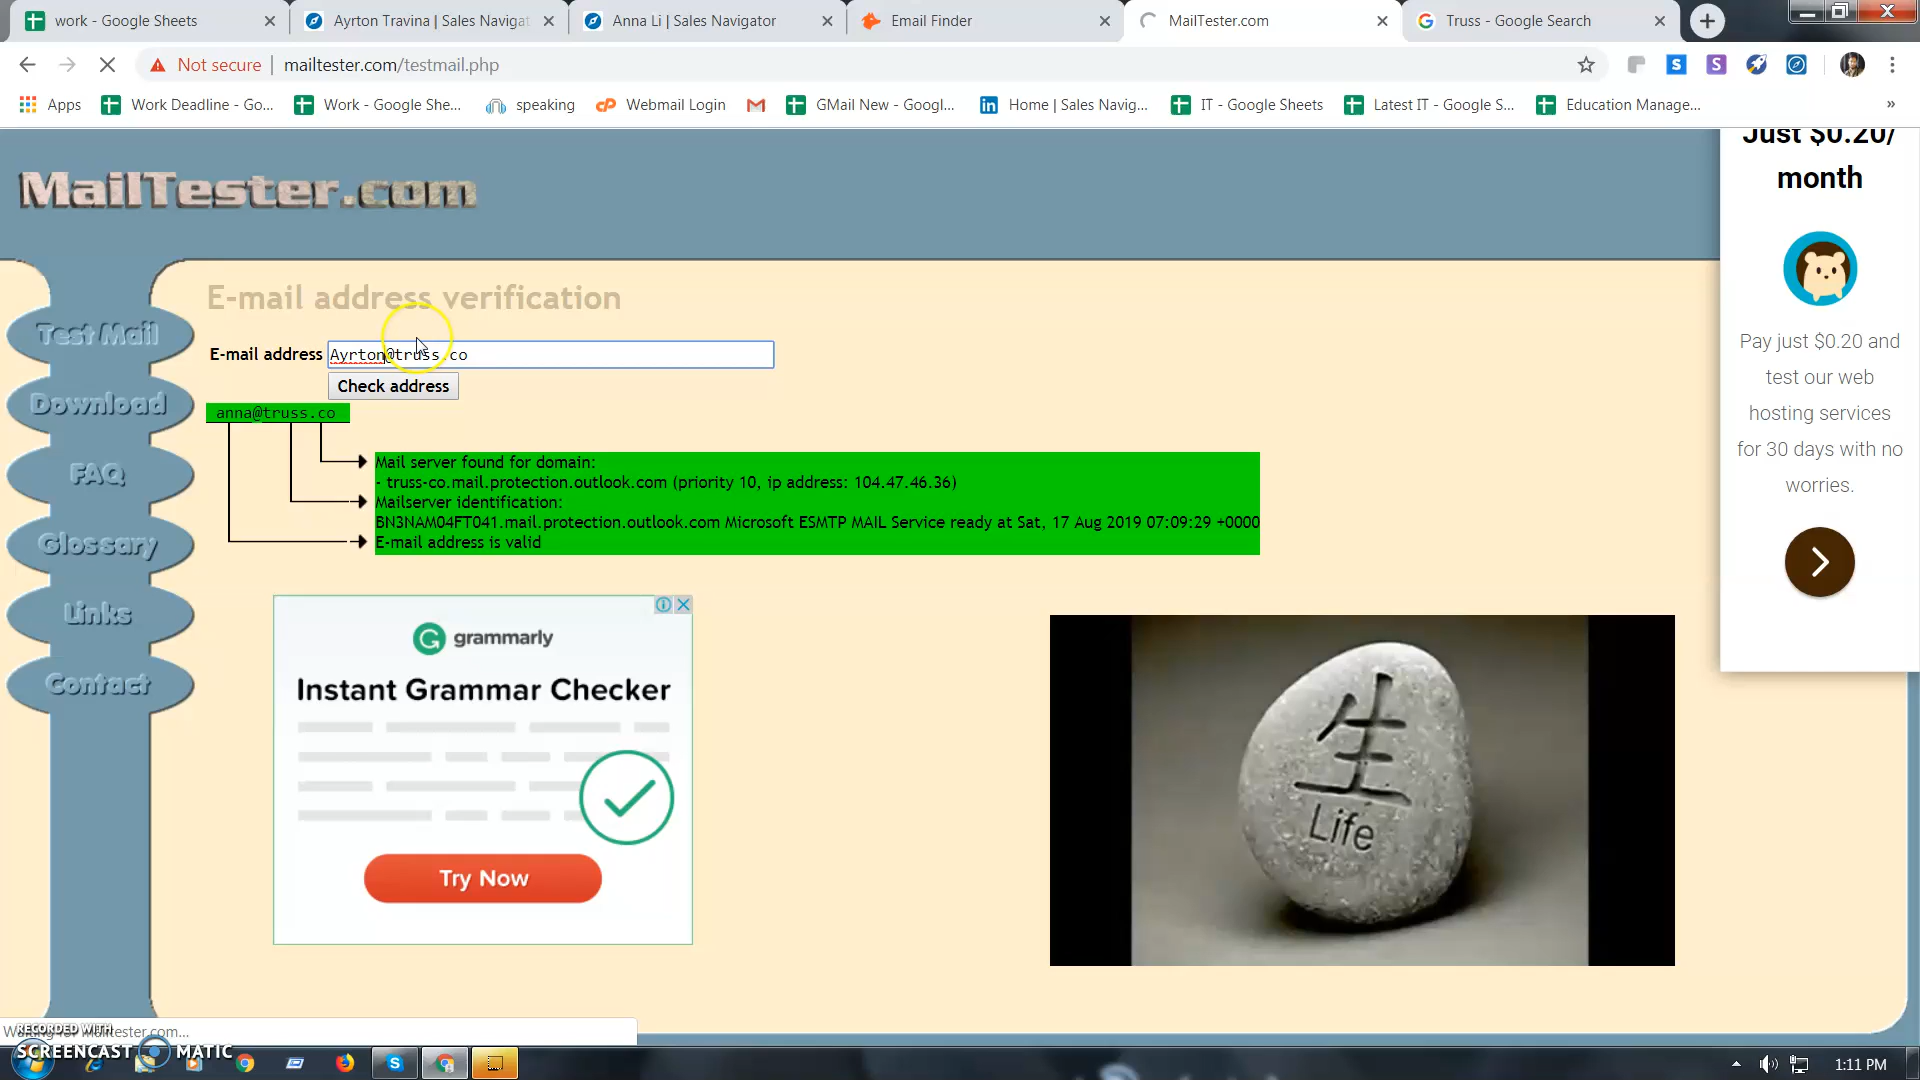 work - Google Sheets
Ayrton Travina | Sales Navigat
Anna Li | Sales Navigator
Email Finder
MailTester.com
Truss - Google Search
Not secure | mailtester.com/testmail.php
Apps
Work Deadline - Go...
Work - Google She...
speaking
Webmail Login
GMail New - Googl...
Home | Sales Navig...
IT - Google Sheets
Latest IT - Google S...
Education Manage...
»
MailTester.com
Just $0.20/
month
Pay just $0.20 and
test our web
hosting services
for 30 days with no
worries.
Test Mail
Download
FAQ
Glossary
Links
Contact
E-mail address verification
E-mail address
Ayrton@truss.co
Check address
anna@truss.co
Mail server found for domain:
- truss-co.mail.protection.outlook.com (priority 10, ip address: 104.47.46.36)
Mailserver identification:
BN3NAM04FT041.mail.protection.outlook.com Microsoft ESMTP MAIL Service ready at Sat, 17 Aug 2019 07:09:29 +0000
E-mail address is valid
grammarly
Instant Grammar Checker
Try Now
生
Life
Waiting for mailtester.com...
RECORDED WITH
SCREENCAST MATIC
1:11 PM